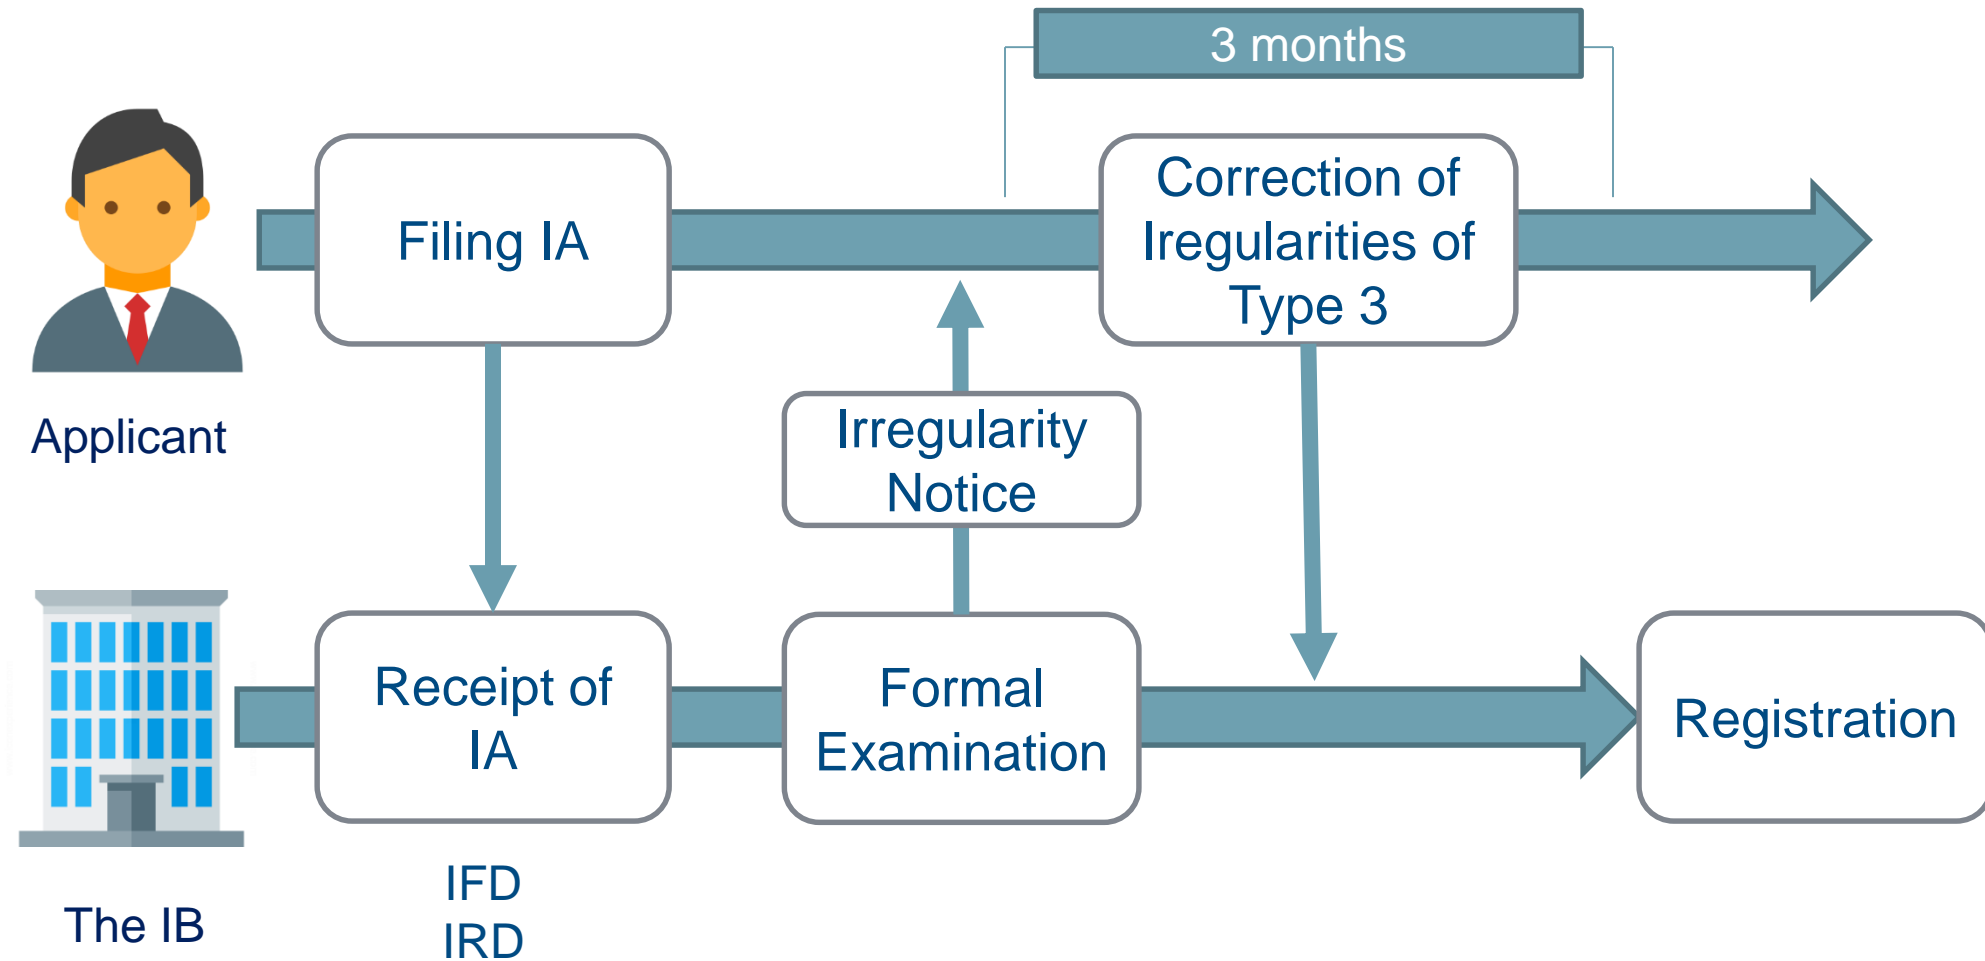 3 months
Filing IA
Correction of
Iregularities of
Type 3
Applicant
Irregularity
Notice
Receipt of
IA
Formal
Examination
Registration
The IB
IFD
IRD